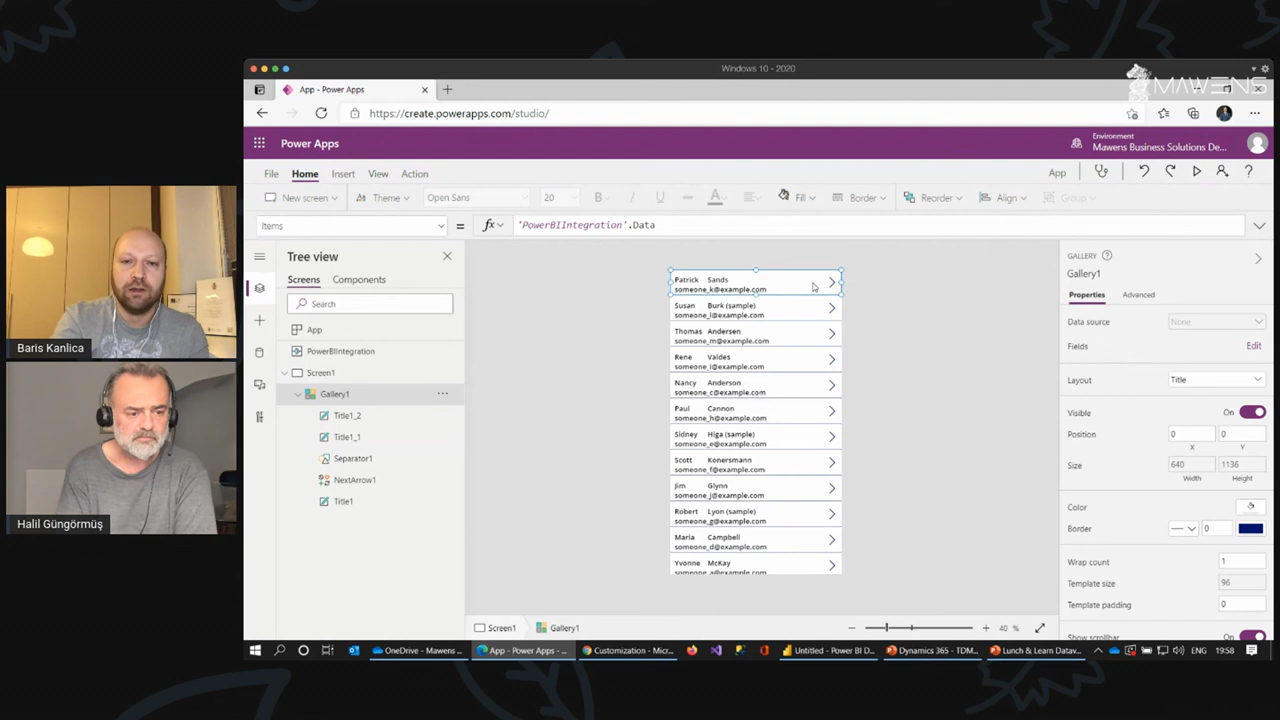 Windows 10 - 2020
MAWENS
App - Power Apps
https://create.powerapps.com/studio/
Power Apps
Environment
Mawens Business Solutions De...
File Home Insert View Action
App
New screen Theme Open Sans 20 B Fill Border Reorder Align Group
Items = fx 'PowerBIIntegration'.Data
Tree view
Screens Components
Search
App
PowerBIIntegration
Screen1
Gallery1 ...
Title1_2
Title1_1
Separator1
NextArrow1
Title1
Patrick Sands
someone_k@example.com
Susan Burk (sample)
someone_l@example.com
Thomas Andersen
someone_m@example.com
Rene Valdes
someone_i@example.com
Nancy Anderson
someone_c@example.com
Paul Cannon
someone_h@example.com
Sidney Higa (sample)
someone_e@example.com
Scott Konersmann
someone_f@example.com
Jim Glynn
someone_j@example.com
Robert Lyon (sample)
someone_g@example.com
Maria Campbell
someone_d@example.com
Yvonne McKay
someone_a@example.com
GALLERY
Gallery1
Properties Advanced
Data source None
Fields Edit
Layout Title
Visible On
Position 0 0
X Y
Size 640 1136
Width Height
Color
Border 0
Wrap count 1
Template size 96
Template padding 0
Show scrollbar On
Baris Kanlica
Halil Güngörmüş
Screen1 Gallery1
40 %
OneDrive - Mawens ... App - Power Apps - ... Customization - Micr... Untitled - Power BI D... Dynamics 365 - TDM... Lunch & Learn Datav... ENG 19:58